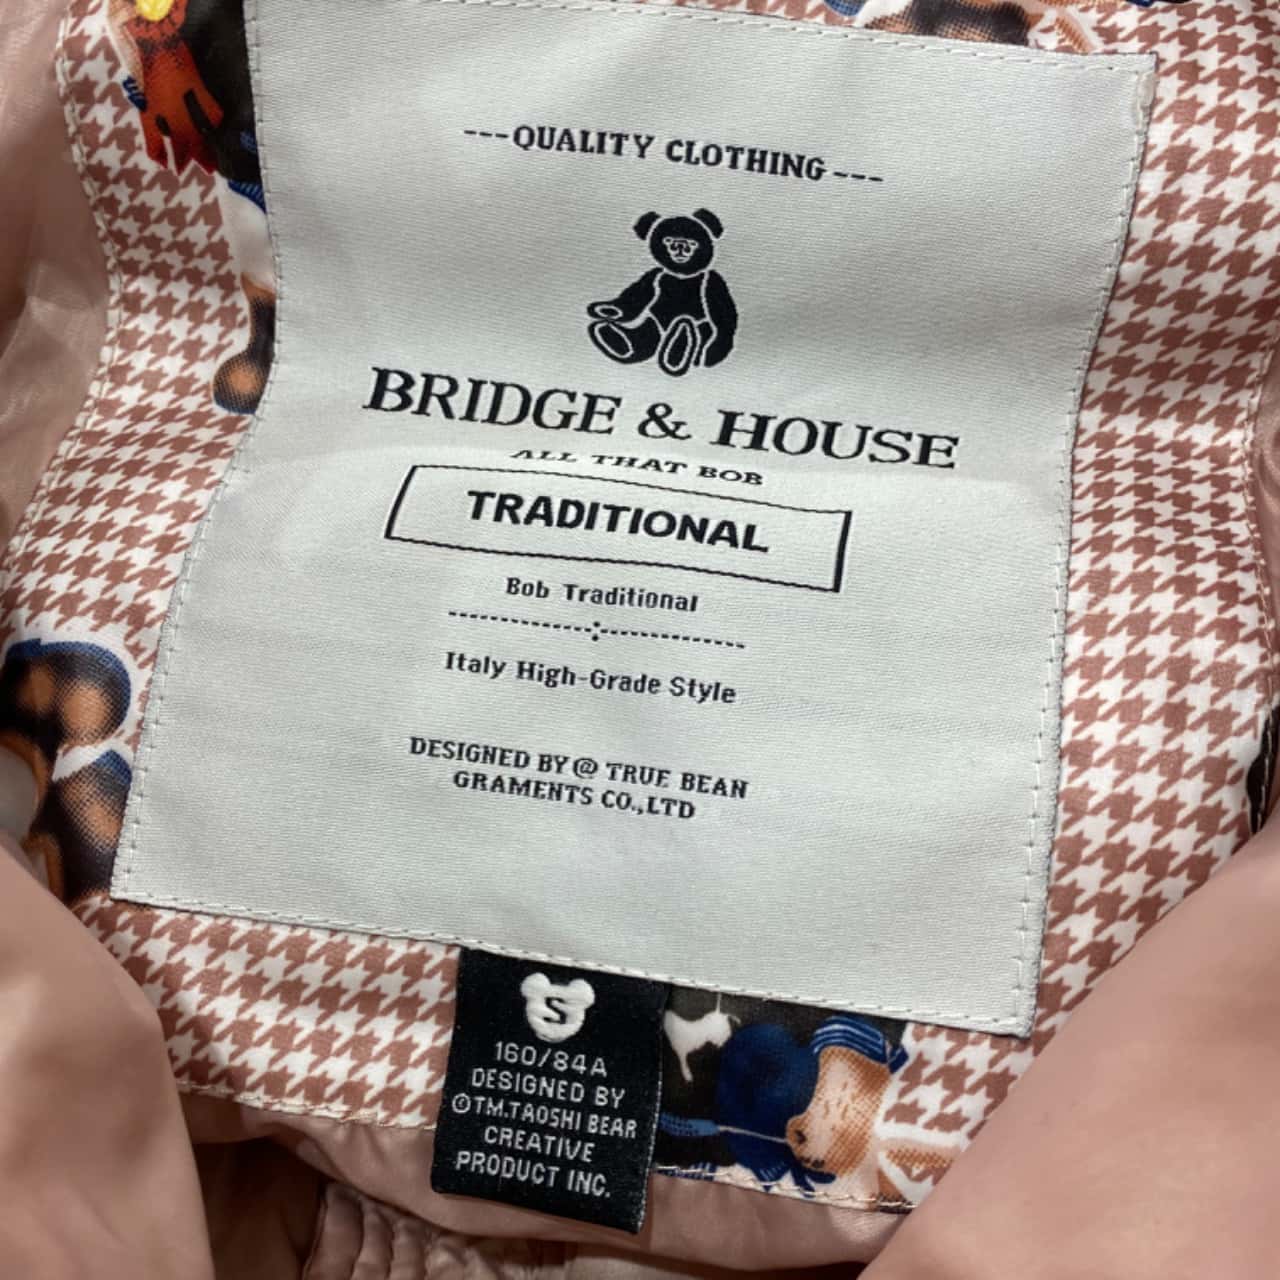 ---QUALITY CLOTHING---
BRIDGE & HOUSE
ALL THAT BOB
TRADITIONAL
Bob Traditional
Italy High-Grade Style
DESIGNED BY@ TRUE BEAN
GRAMENTS CO.,LTD
S
160/84A
DESIGNED BY
©TM.TAOSHI BEAR
CREATIVE
PRODUCT INC.